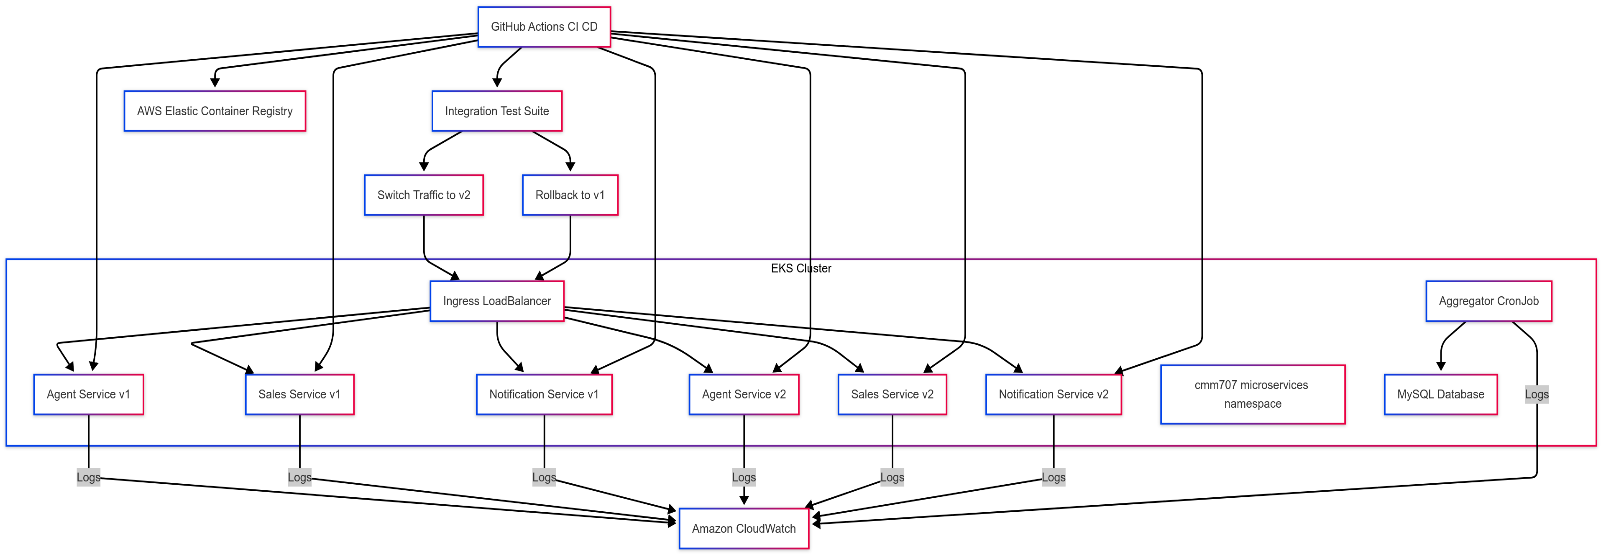 GitHub Actions CI CD
AWS Elastic Container Registry
Integration Test Suite
Switch Traffic to v2
Rollback to v1
EKS Cluster
Ingress LoadBalancer
Aggregator CronJob
Agent Service v1
Sales Service v1
Notification Service v1
Agent Service v2
Sales Service v2
Notification Service v2
cmm707 microservices
namespace
MySQL Database
Logs
Logs
Logs
Logs
Logs
Logs
Logs
Amazon CloudWatch